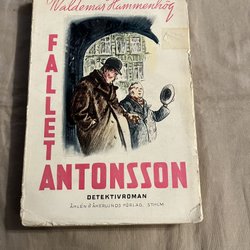 Waldemar Hammenhög
FALLET
ANTONSSON
DETEKTIVROMAN
ÅHLÉN & ÅKERLUNDS FÖRLAG, STHLM